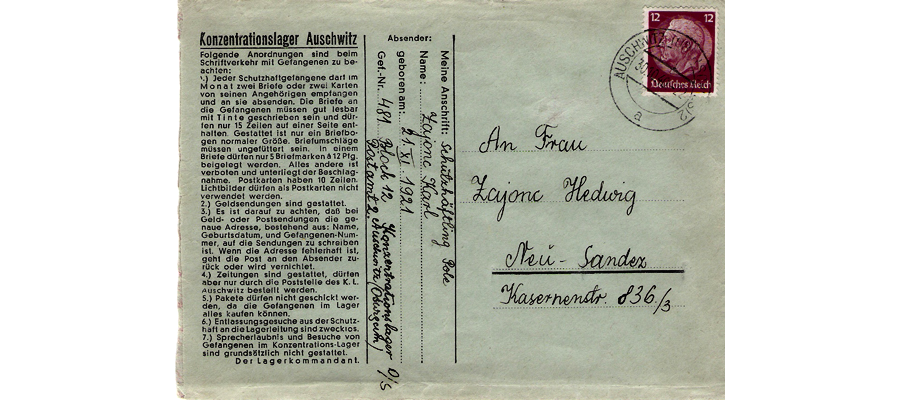 Konzentrationslager Auschwitz
Folgende Anordnungen sind beim
Schriftverkehr mit Gefangenen zu be-
achten:
1.) Jeder Schutzhaftgefangene darf im
Monat zwei Briefe oder zwei Karten
von seinen Angehörigen empfangen
und an sie absenden. Die Briefe an
die Gefangenen müssen gut lesbar
mit Tinte geschrieben sein und dür-
fen nur 15 Zeilen auf einer Seite ent-
halten. Gestattet ist nur ein Briefbo-
gen normaler Größe. Briefumschläge
müssen ungefüttert sein. In einem
Briefe dürfen nur 5 Briefmarken à 12 Pfg.
beigelegt werden. Alles andere ist
verboten und unterliegt der Beschlag-
nahme. Postkarten haben 10 Zeilen.
Lichtbilder dürfen als Postkarten nicht
verwendet werden.
2.) Geldsendungen sind gestattet.
3.) Es ist darauf zu achten, daß bei
Geld- oder Postsendungen die ge-
naue Adresse, bestehend aus: Name,
Geburtsdatum, und Gefangenen-Num-
mer, auf die Sendungen zu schreiben
ist. Wenn die Adresse fehlerhaft ist,
geht die Post an den Absender zu-
rück oder wird vernichtet.
4.) Zeitungen sind gestattet, dürfen
aber nur durch die Poststelle des K. L.
Auschwitz bestellt werden.
5.) Pakete dürfen nicht geschickt wer-
den, da die Gefangenen im Lager
alles kaufen können.
6.) Entlassungsgesuche aus der Schutz-
haft an die Lagerleitung sind zwecklos.
7.) Sprecherlaubnis und Besuche von
Gefangenen im Konzentrations-Lager
sind grundsätzlich nicht gestattet.
Der Lagerkommandant.
Absender:
Meine Anschrift: Schutzhäftling Pole
Name: Zajonc Karl
geboren am: 21. XI. 1921
Gef.-Nr. 481 Block 12 Konzentrationslager O/S
Postamt 2. Auschwitz
12 12
Deutsches Reich
AUSCHWITZ
a
An Frau
Zajonc Hedwig
Neu - Sandez
Kasernenstr. 836/3